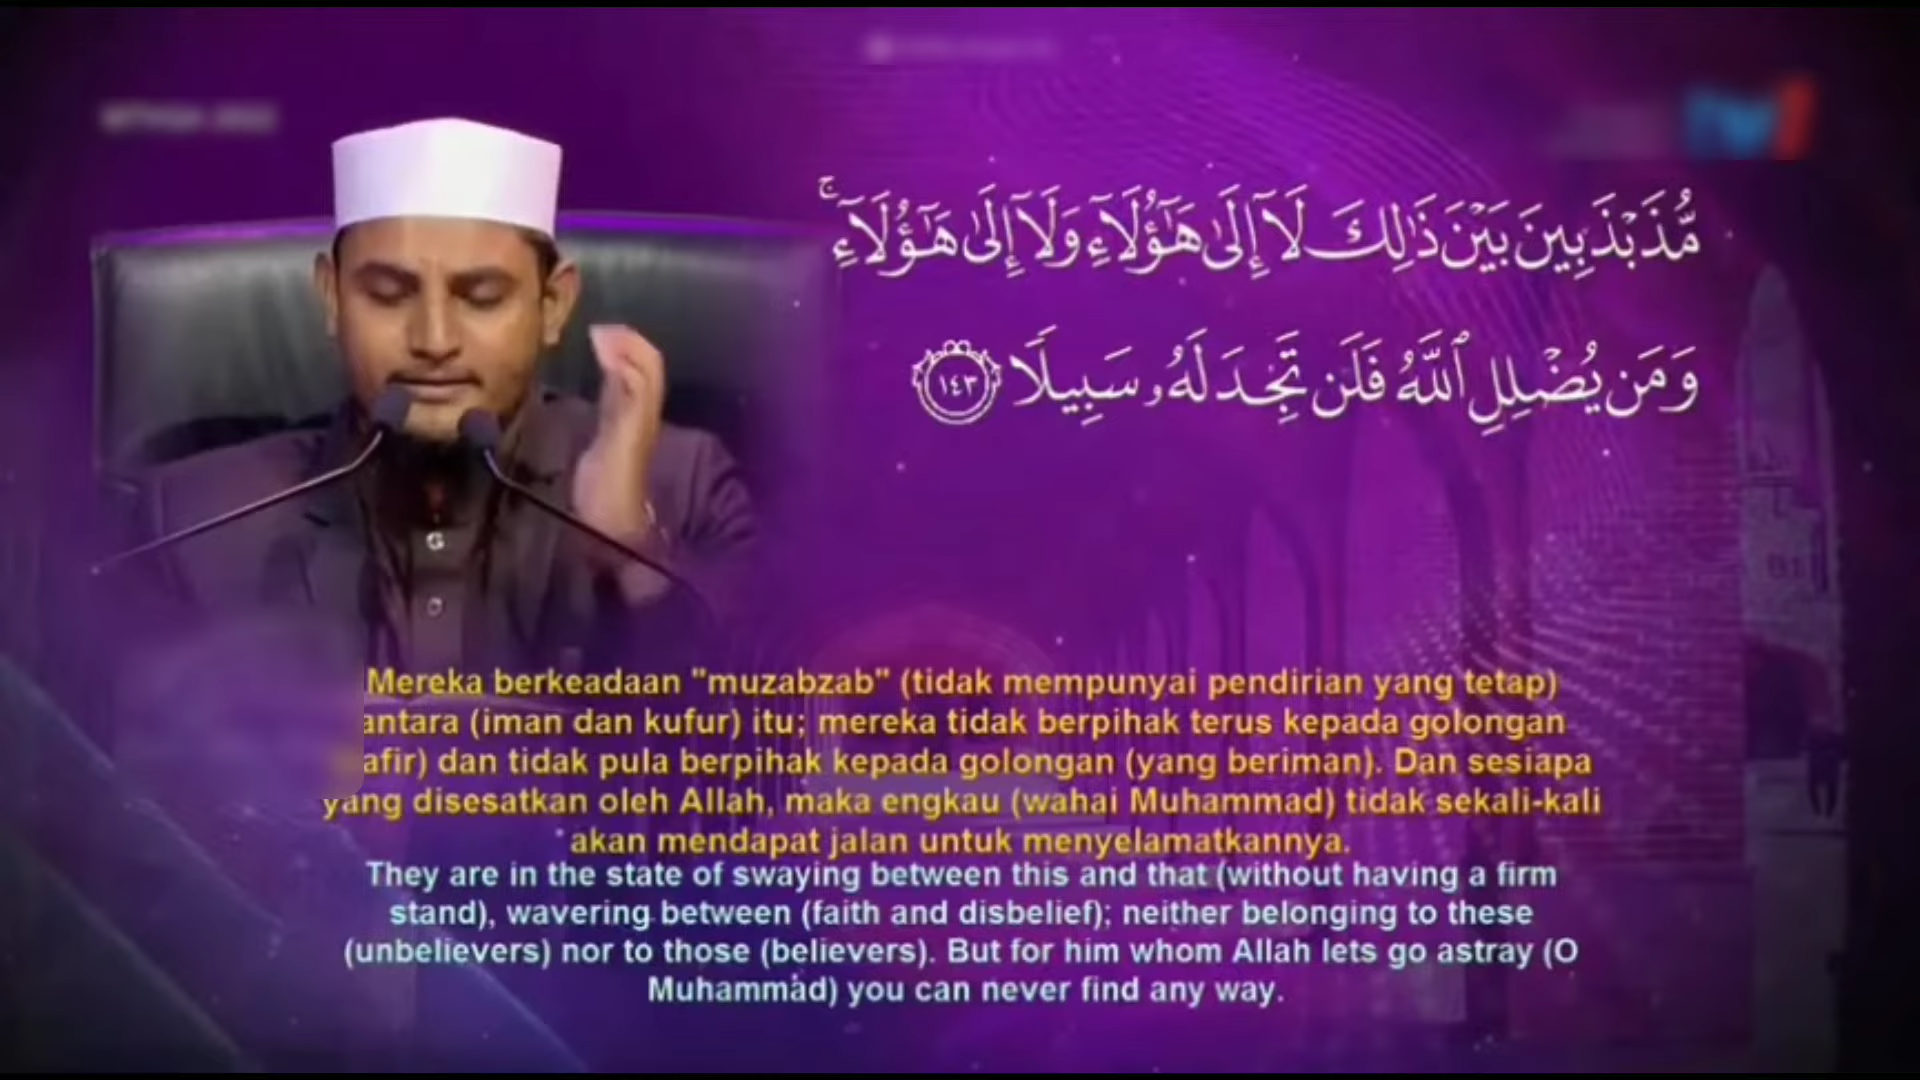 مُّذَبْذَبِينَ بَيْنَ ذَٰلِكَ لَآ إِلَىٰ هَٰٓؤُلَآءِ وَلَآ إِلَىٰ هَٰٓؤُلَآءِ ۚ
وَمَن يُضْلِلِ ٱللَّهُ فَلَن تَجِدَ لَهُۥ سَبِيلًا ١٤٣
Mereka berkeadaan "muzabzab" (tidak mempunyai pendirian yang tetap)
antara (iman dan kufur) itu; mereka tidak berpihak terus kepada golongan
afir) dan tidak pula berpihak kepada golongan (yang beriman). Dan sesiapa
yang disesatkan oleh Allah, maka engkau (wahai Muhammad) tidak sekali-kali
akan mendapat jalan untuk menyelamatkannya.
They are in the state of swaying between this and that (without having a firm
stand), wavering between (faith and disbelief); neither belonging to these
(unbelievers) nor to those (believers). But for him whom Allah lets go astray (O
Muhammad) you can never find any way.